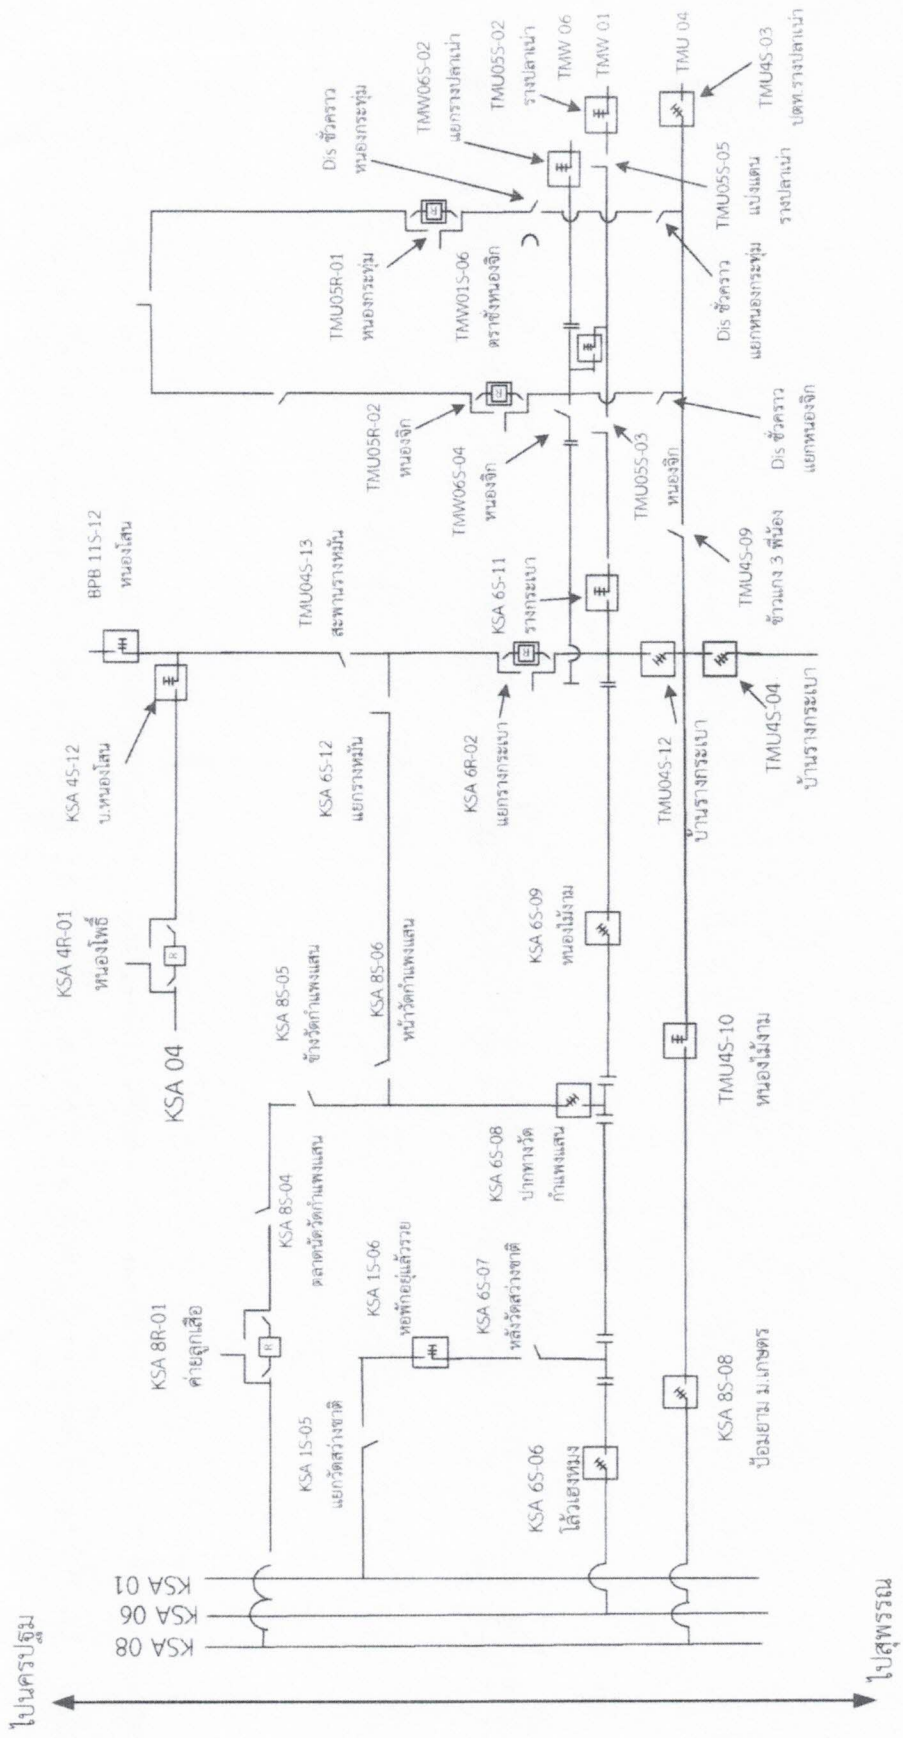 ไปนครปฐม
ไปสุพรรณ
KSA 08
KSA 06
KSA 01
KSA 8R-01
ค่ายลูกเสือ
KSA 8S-04
ตลาดนัดวัดกำแพงแสน
KSA 8S-05
ข้างวัดกำแพงแสน
KSA 8S-06
หน้าวัดกำแพงแสน
KSA 04
KSA 4R-01
หนองโพธิ์
KSA 4S-12
บ.หนองโสน
BPB 11S-12
หนองโสน
TMU04S-13
สะพานรางหมัน
KSA 6S-12
แยกรางหมัน
KSA 1S-05
แยกวัดสว่างชาติ
KSA 1S-06
หอพักอยู่แล้วรวย
KSA 6S-07
หลังวัดสว่างชาติ
KSA 6S-06
โล้วเฮงหมง
KSA 6S-08
ปากทางวัด
กำแพงแสน
KSA 6S-09
หนองไม้งาม
KSA 6R-02
แยกรางกระเบา
KSA 6S-11
รางกระเบา
KSA 8S-08
ป้อมยาม ม.เกษตร
TMU4S-10
หนองไม้งาม
TMU04S-12
บ้านรางกระเบา
TMU4S-04
บ้านรางกระเบา
TMU4S-09
ข้าวแกง 3 พี่น้อง
TMU05R-02
หนองจิก
TMW06S-04
หนองจิก
TMU05S-03
หนองจิก
Dis ชั่วคราว
แยกหนองจิก
TMU05R-01
หนองกระทุ่ม
TMW01S-06
ตราชั่งหนองจิก
Dis ชั่วคราว
หนองกระทุ่ม
Dis ชั่วคราว
แยกหนองกระทุ่ม
TMW06S-02
แยกรางปลาเน่า
TMU05S-02
รางปลาเน่า
TMW 06
TMW 01
TMU 04
TMU05S-05
แบ่งแดน
รางปลาเน่า
TMU4S-03
ปตท.รางปลาเน่า
R
R
R
R
R